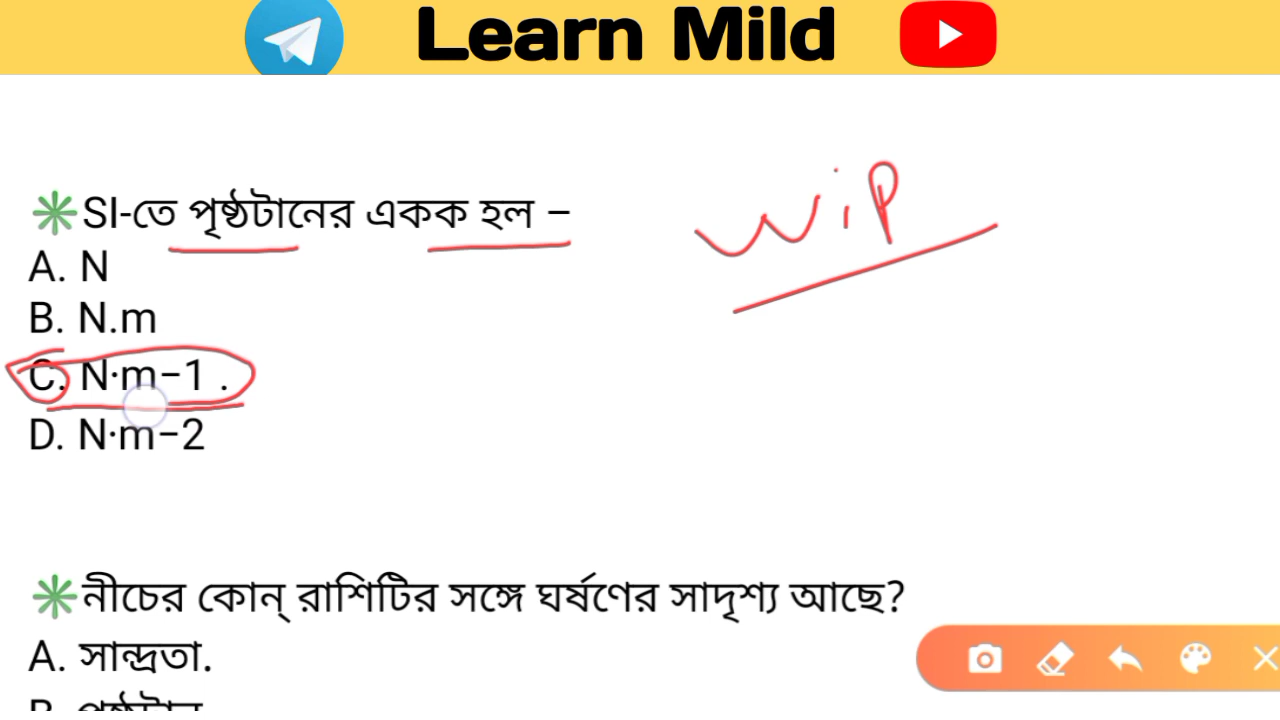 Learn Mild
SI-তে পৃষ্ঠটানের একক হল –
A. N
B. N.m
C. N·m−1 .
D. N·m−2
WiP
নীচের কোন্ রাশিটির সঙ্গে ঘর্ষণের সাদৃশ্য আছে?
A. সান্দ্রতা.